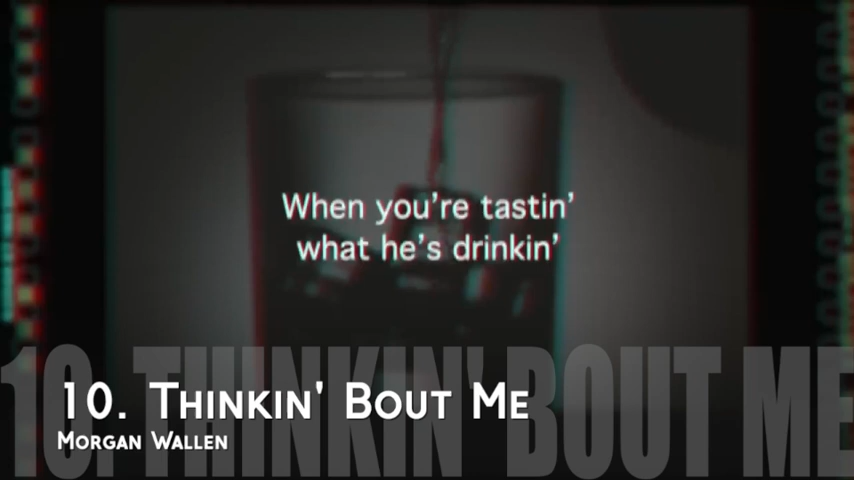 When you're tastin'
what he's drinkin'
10. THINKIN' BOUT ME
10. Thinkin' Bout Me
Morgan Wallen